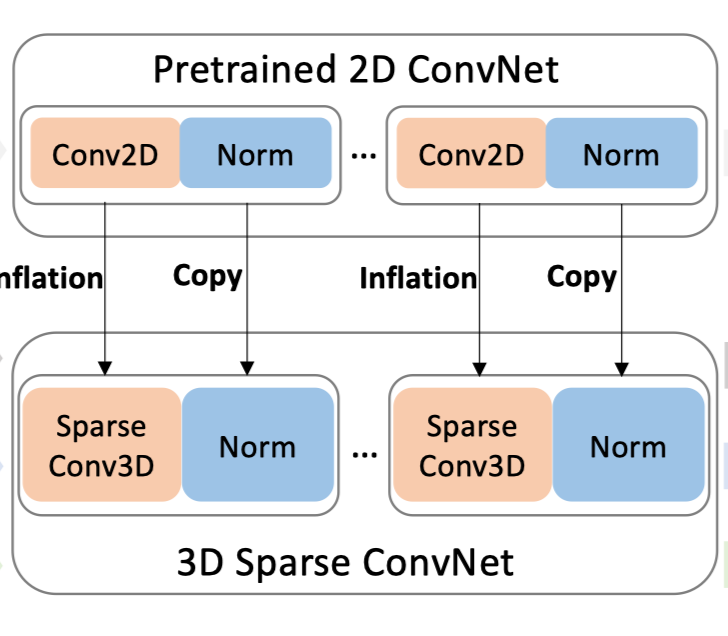 Pretrained 2D ConvNet
Conv2D Norm ... Conv2D Norm
nflation Copy Inflation Copy
Sparse Conv3D Norm ... Sparse Conv3D Norm
3D Sparse ConvNet